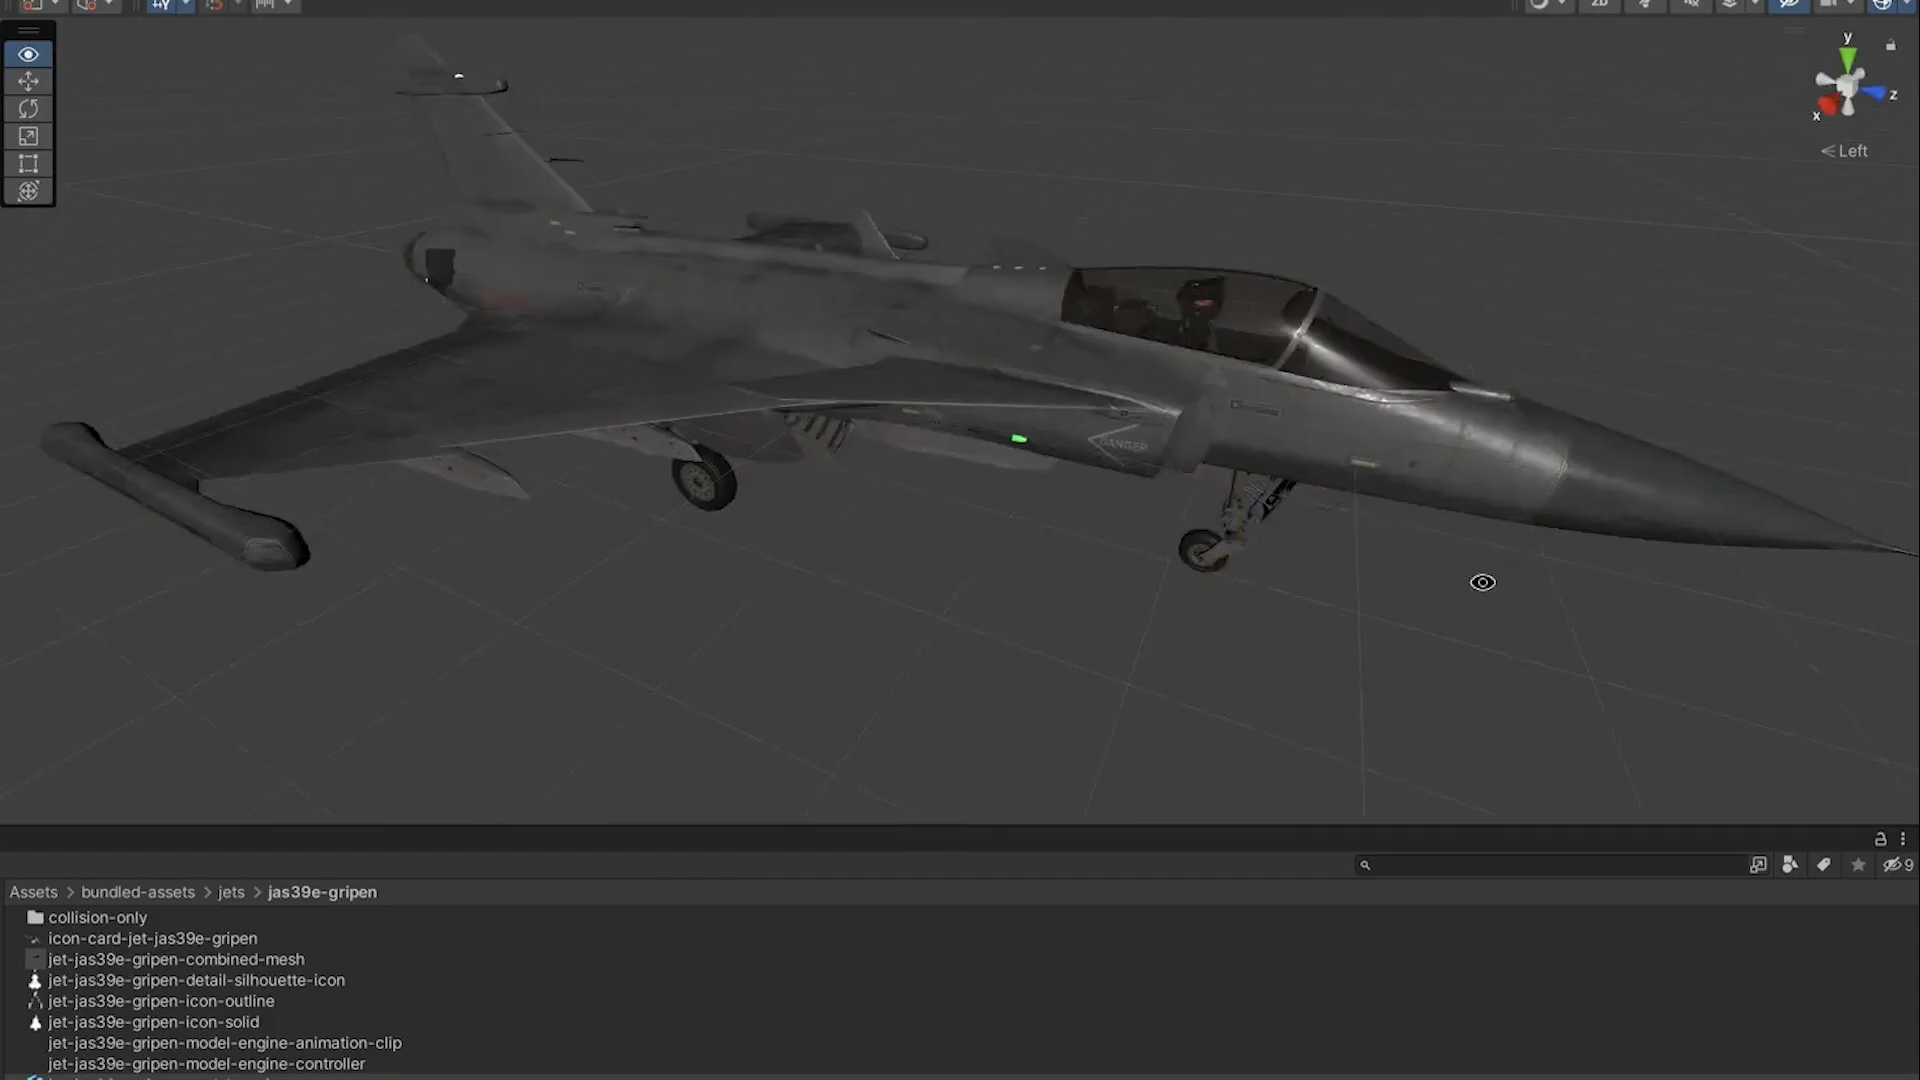 2D
y
z
x
Left
DANGER
9
Assets > bundled-assets > jets > jas39e-gripen
collision-only
icon-card-jet-jas39e-gripen
jet-jas39e-gripen-combined-mesh
jet-jas39e-gripen-detail-silhouette-icon
jet-jas39e-gripen-icon-outline
jet-jas39e-gripen-icon-solid
jet-jas39e-gripen-model-engine-animation-clip
jet-jas39e-gripen-model-engine-controller